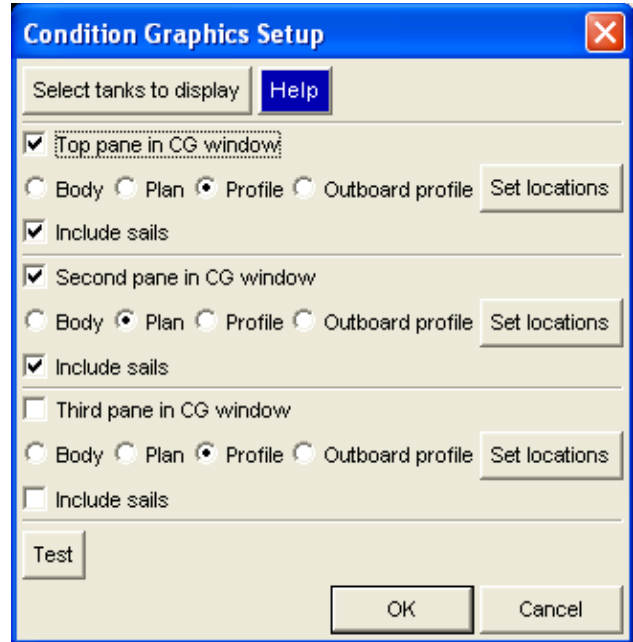 Condition Graphics Setup
Select tanks to display Help
Top pane in CG window
Body Plan Profile Outboard profile Set locations
Include sails
Second pane in CG window
Body Plan Profile Outboard profile Set locations
Include sails
Third pane in CG window
Body Plan Profile Outboard profile Set locations
Include sails
Test
OK Cancel